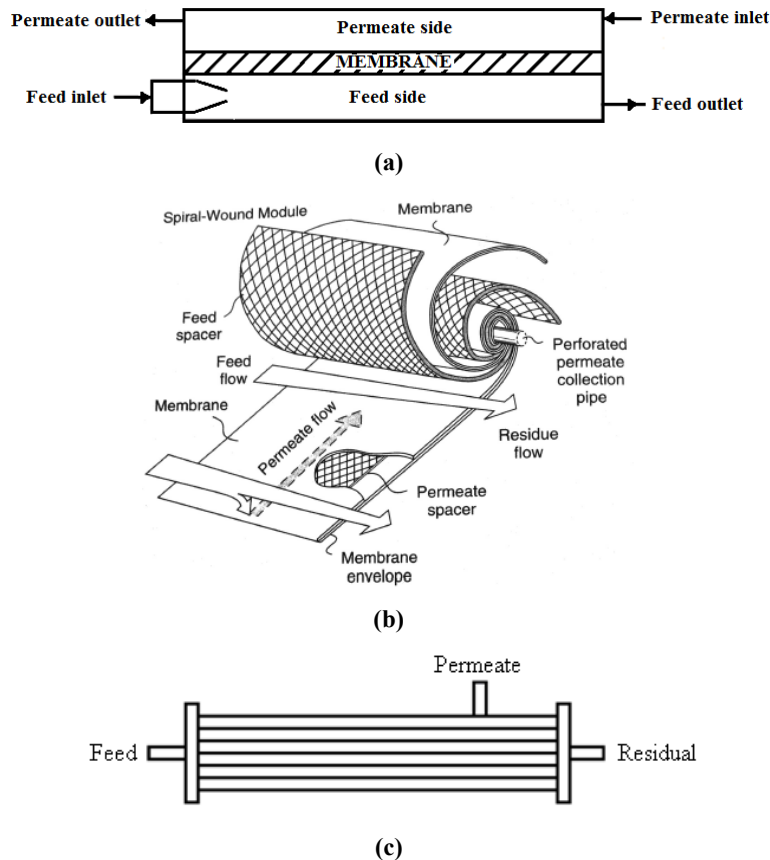 Permeate outlet
Permeate side
Permeate inlet
MEMBRANE
Feed inlet
Feed side
Feed outlet
(a)
Spiral-Wound Module
Membrane
Feed
spacer
Perforated
permeate
collection
pipe
Feed
flow
Membrane
Permeate flow
Residue
flow
Permeate
spacer
Membrane
envelope
(b)
Permeate
Feed
Residual
(c)